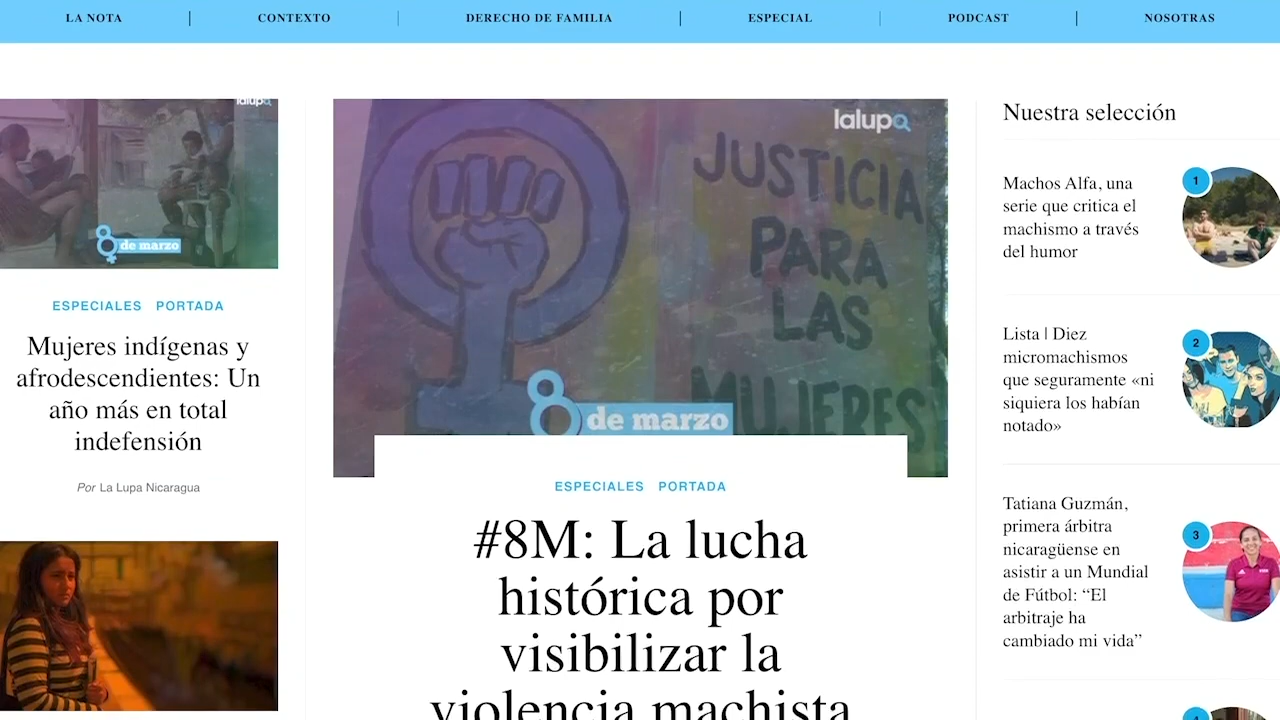 LA NOTA
CONTEXTO
DERECHO DE FAMILIA
ESPECIAL
PODCAST
NOSOTRAS
lalupa
8 de marzo
ESPECIALES PORTADA
Mujeres indígenas y
afrodescendientes: Un
año más en total
indefensión
Por La Lupa Nicaragua
lalupa
JUSTICIA
PARA
LAS
MUJERES
8 de marzo
ESPECIALES PORTADA
#8M: La lucha
histórica por
visibilizar la
violencia machista
Nuestra selección
Machos Alfa, una
serie que critica el
machismo a través
del humor
1
Lista | Diez
micromachismos
que seguramente «ni
siquiera los habían
notado»
2
Tatiana Guzmán,
primera árbitra
nicaragüense en
asistir a un Mundial
de Fútbol: “El
arbitraje ha
cambiado mi vida”
3
4